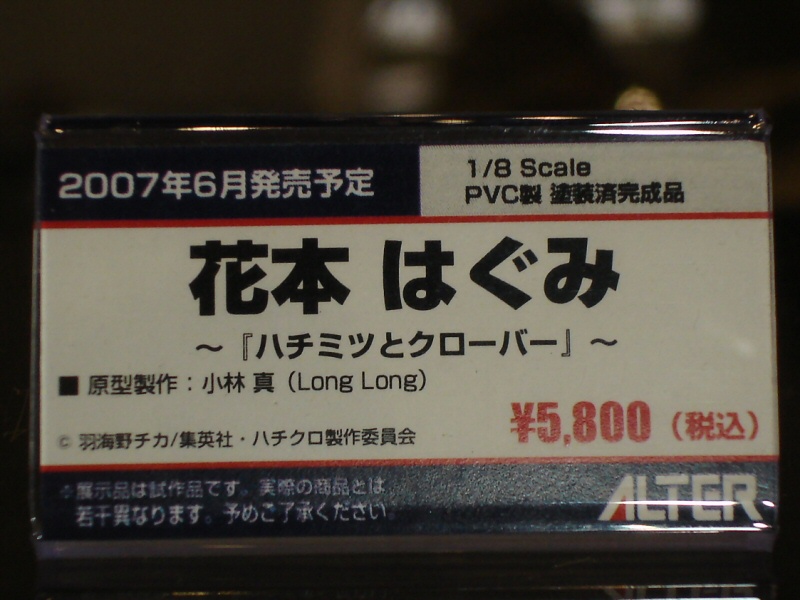 2007年6月発売予定
1/8 Scale
PVC製 塗装済完成品
花本 はぐみ
～『ハチミツとクローバー』～
■ 原型製作：小林 真（Long Long）
¥5,800（税込）
© 羽海野チカ/集英社・ハチクロ製作委員会
※展示品は試作品です。実際の商品とは
若干異なります。予めご了承ください。
ALTER